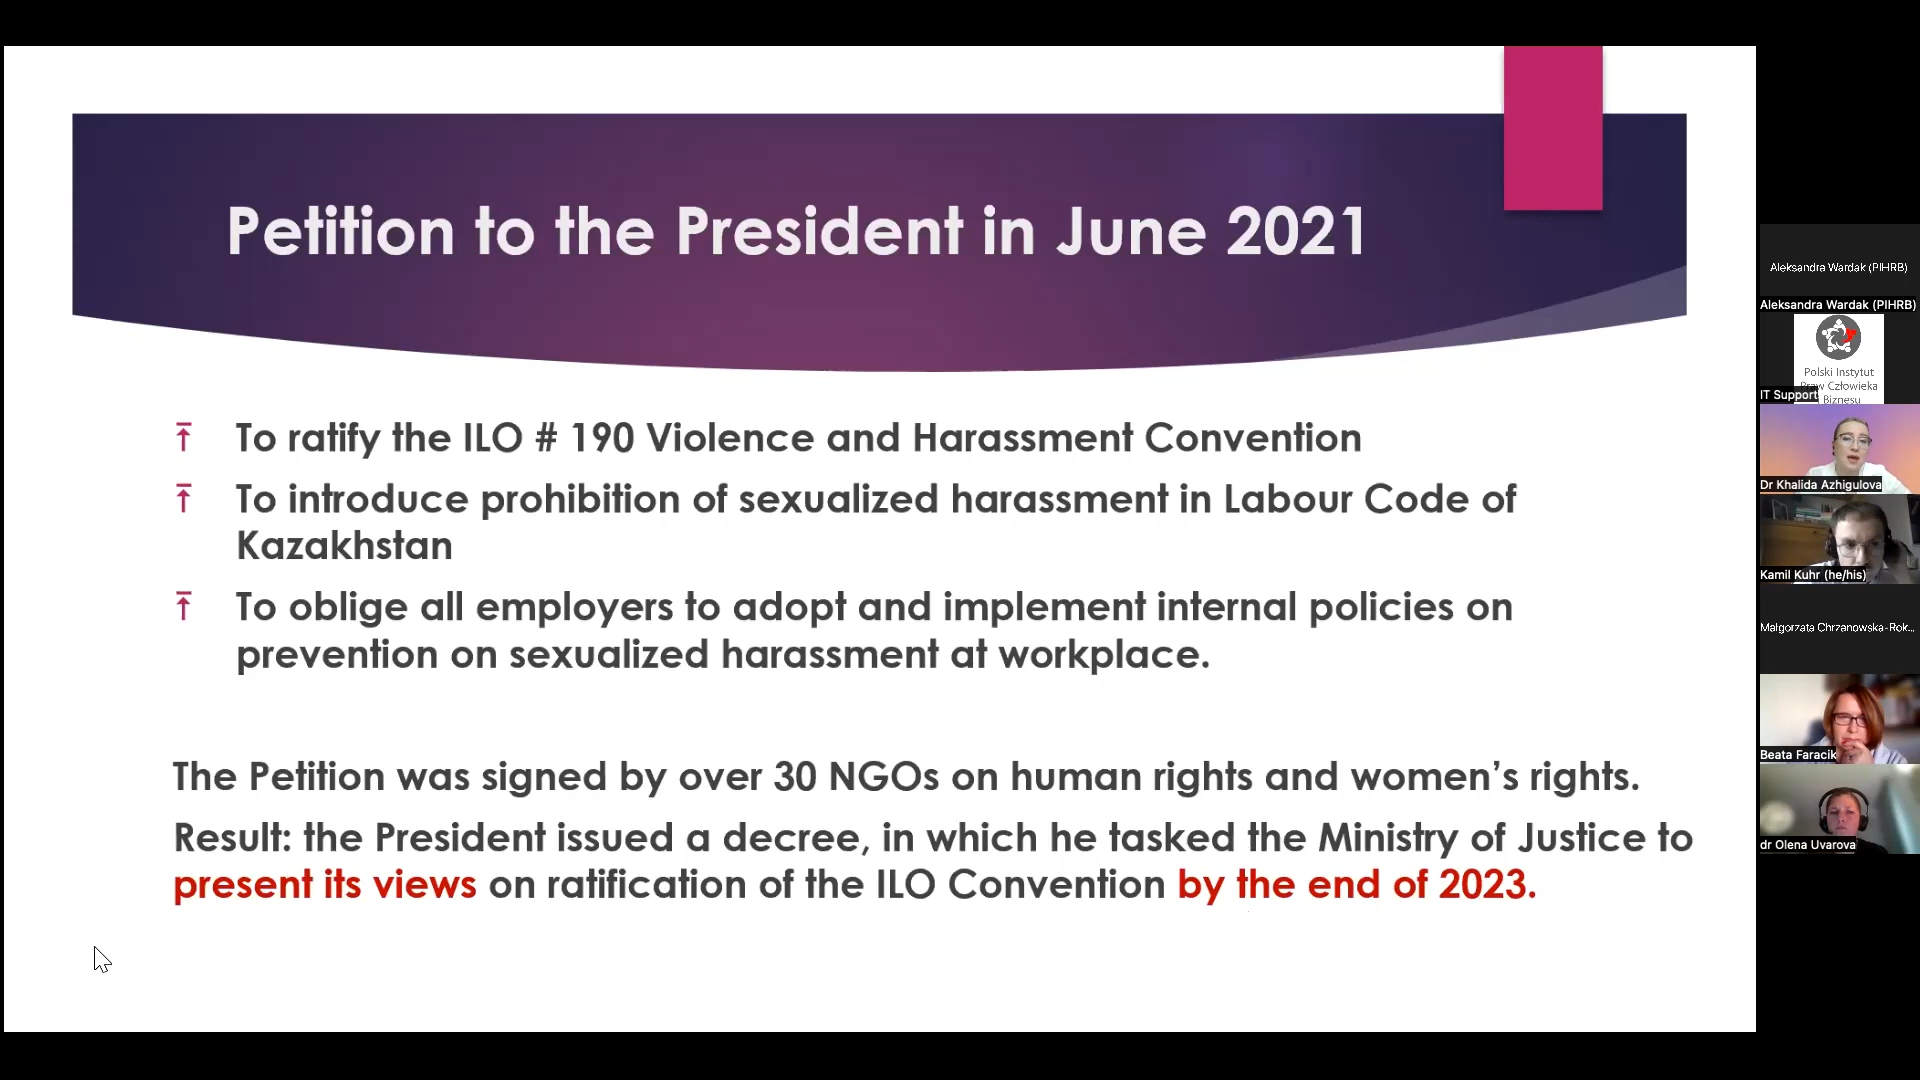 Petition to the President in June 2021
To ratify the ILO # 190 Violence and Harassment Convention
To introduce prohibition of sexualized harassment in Labour Code of
Kazakhstan
To oblige all employers to adopt and implement internal policies on
prevention on sexualized harassment at workplace.
The Petition was signed by over 30 NGOs on human rights and women’s rights.
Result: the President issued a decree, in which he tasked the Ministry of Justice to
present its views on ratification of the ILO Convention by the end of 2023.
Aleksandra Wardak (PIHRB)
Aleksandra Wardak (PIHRB)
Polski Instytut
Praw Człowieka
Biznesu
IT Support
Dr Khalida Azhigulova
Kamil Kuhr (he/his)
Małgorzata Chrzanowska-Rok...
Beata Faracik
dr Olena Uvarova